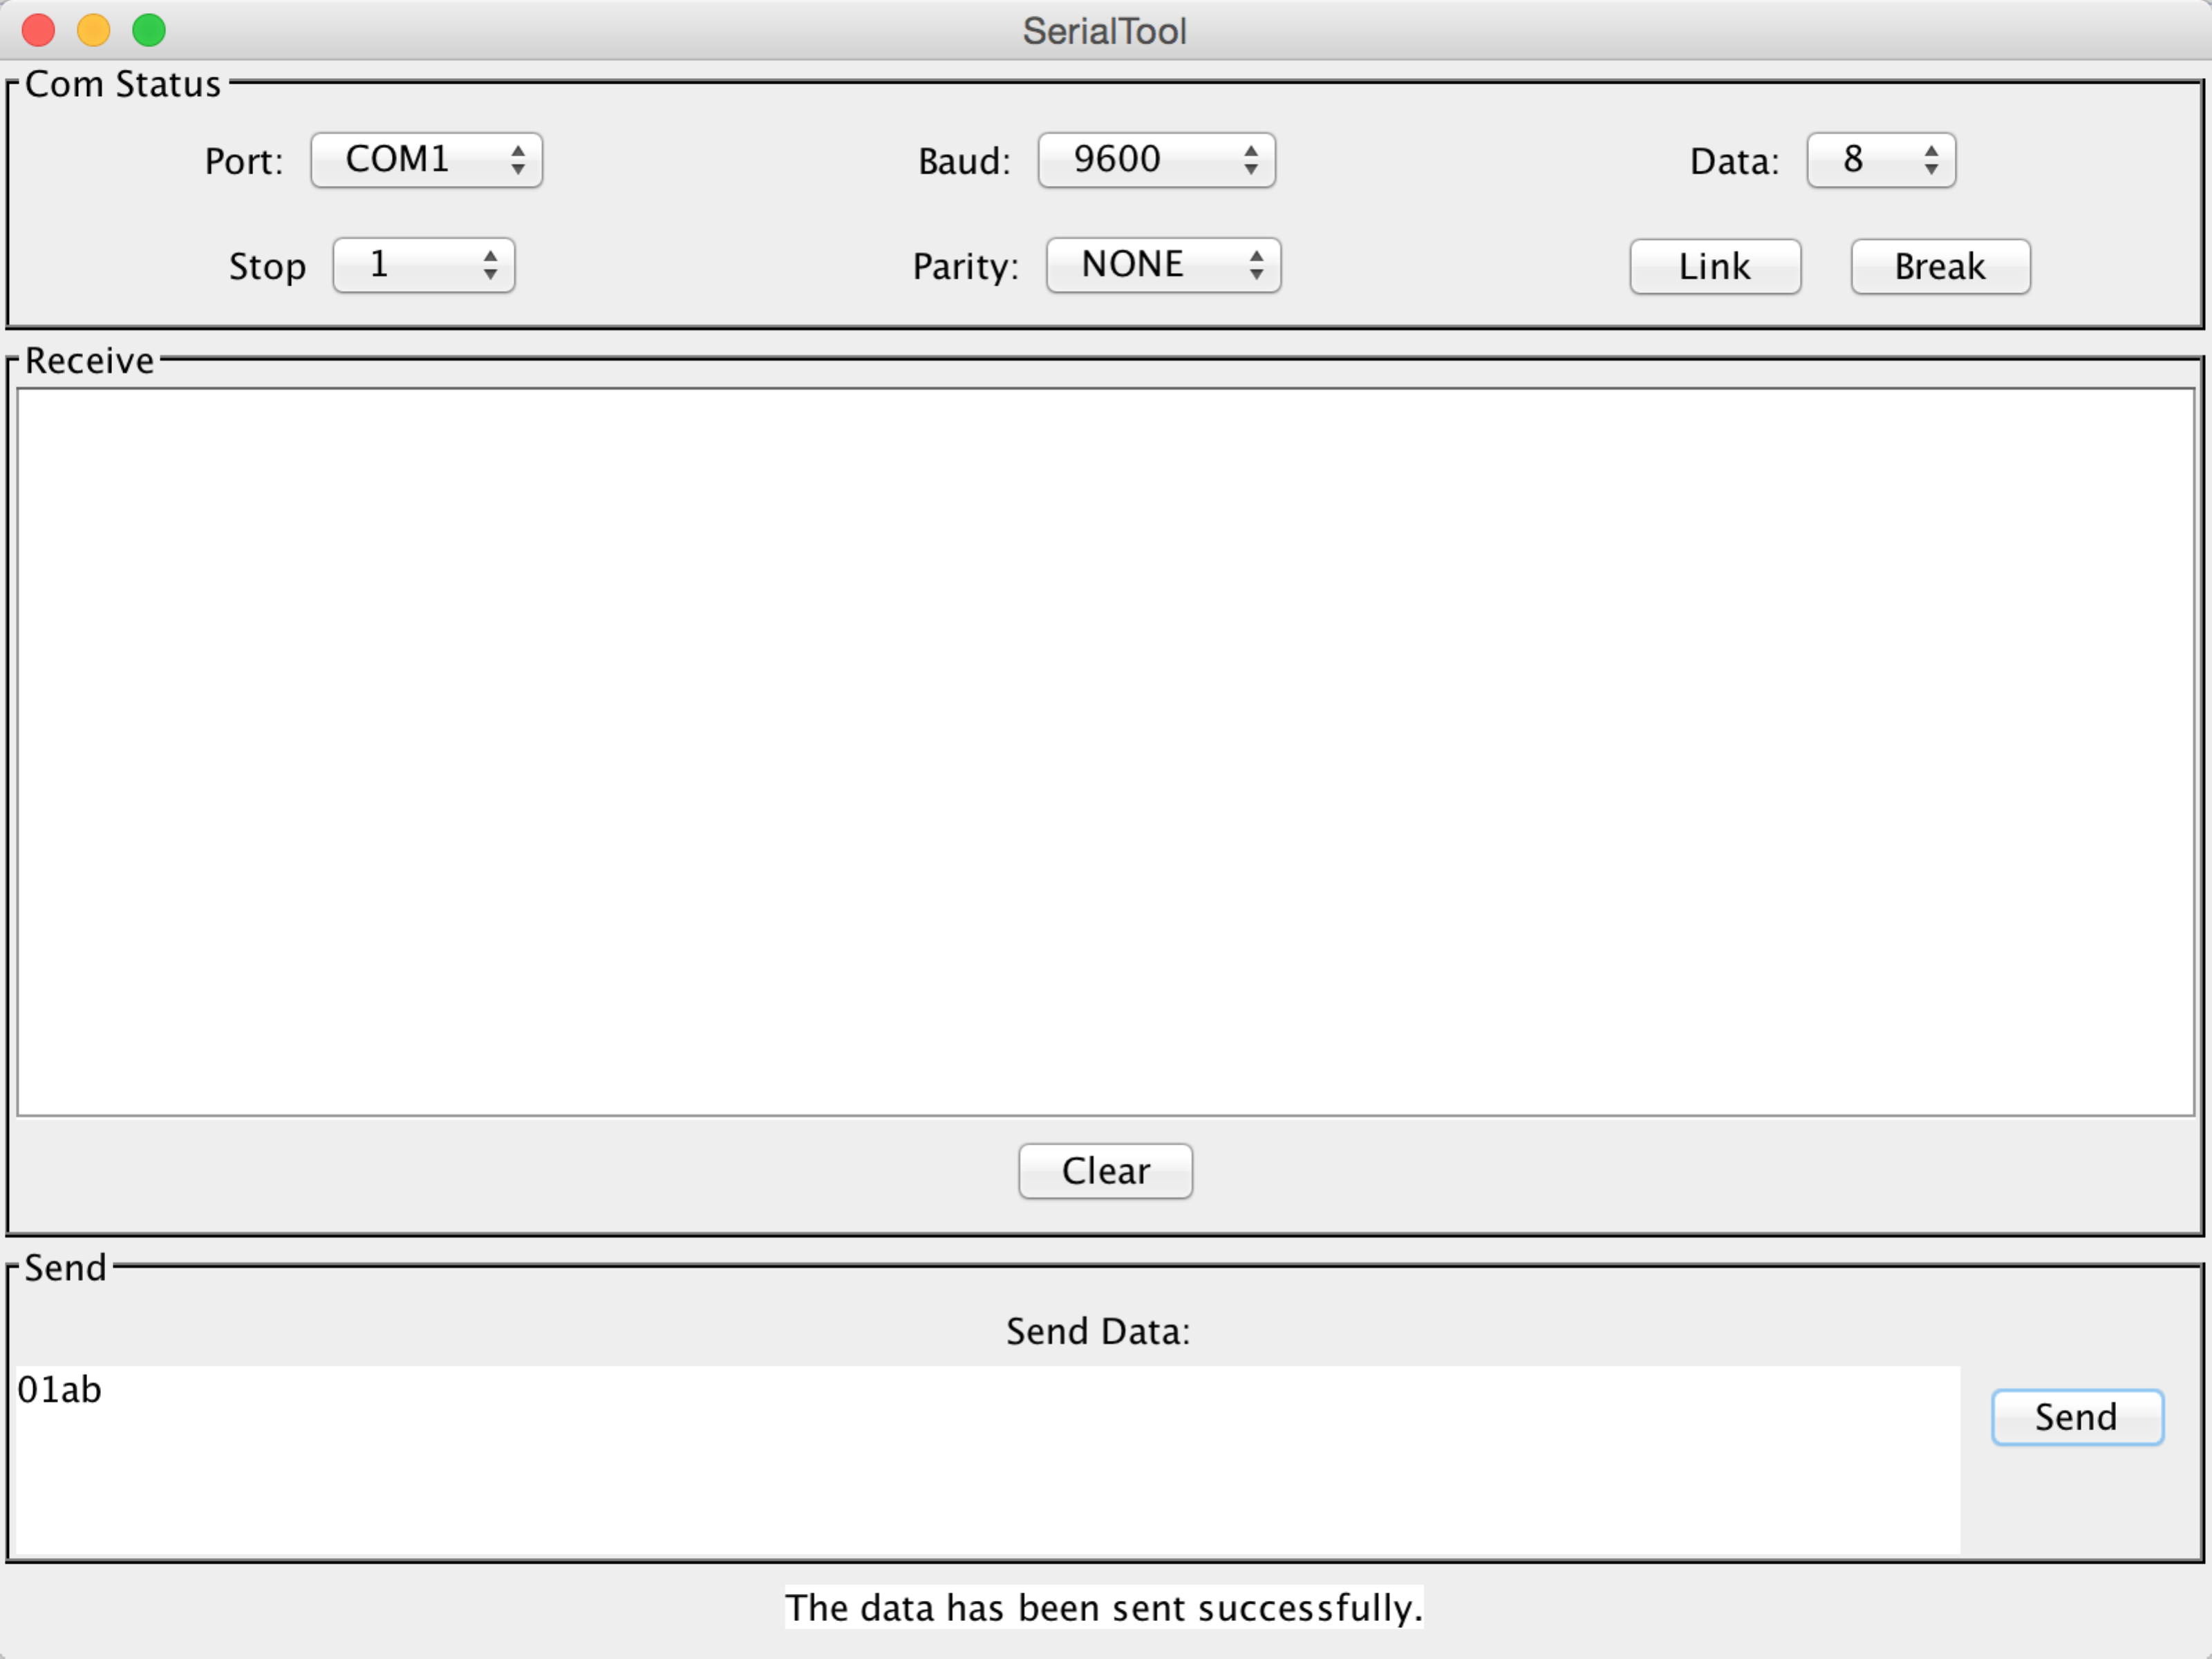 SerialTool
Com Status
Port: COM1 Baud: 9600 Data: 8
Stop 1 Parity: NONE Link Break
Receive
Clear
Send
Send Data:
01ab
Send
The data has been sent successfully.